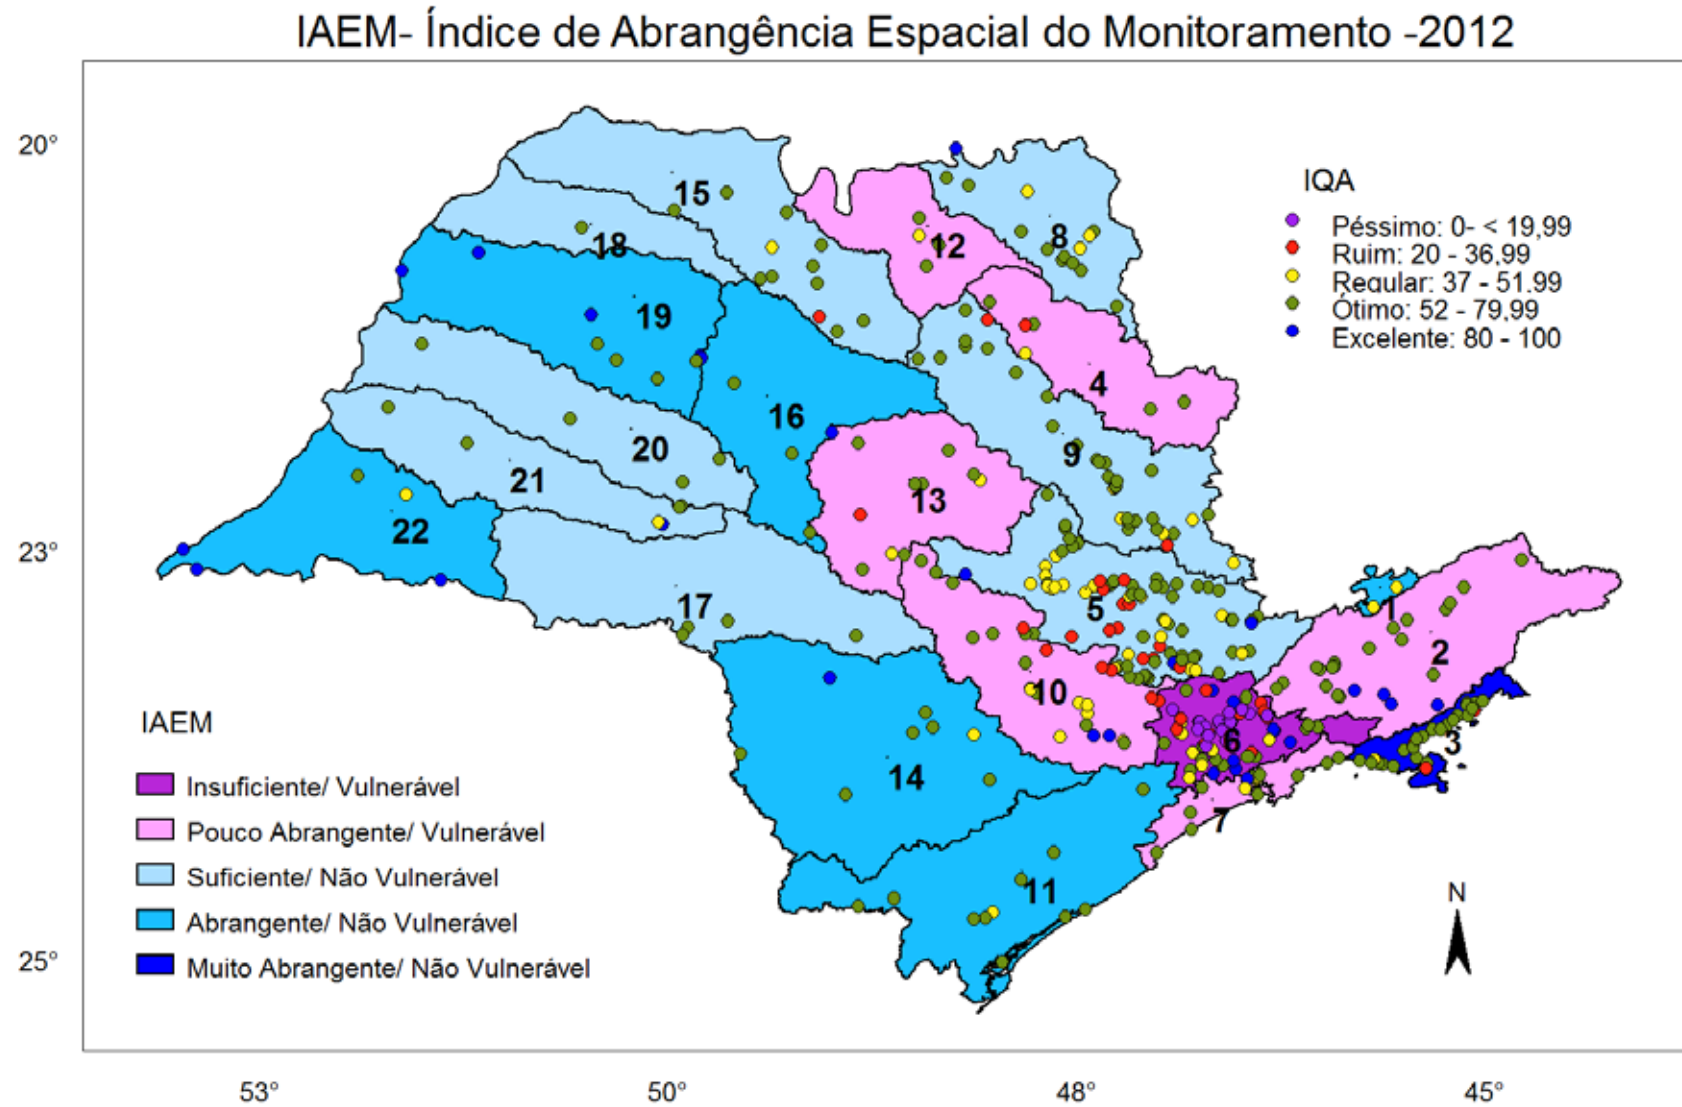 IAEM- Índice de Abrangência Espacial do Monitoramento -2012
20°
23°
25°
53°
50°
48°
45°
IQA
Péssimo: 0- < 19,99
Ruim: 20 - 36,99
Regular: 37 - 51.99
Ótimo: 52 - 79,99
Excelente: 80 - 100
15
18
12
8
19
4
16
9
20
21
13
22
17
5
1
2
10
6
3
14
7
11
IAEM
Insuficiente/ Vulnerável
Pouco Abrangente/ Vulnerável
Suficiente/ Não Vulnerável
Abrangente/ Não Vulnerável
Muito Abrangente/ Não Vulnerável
N